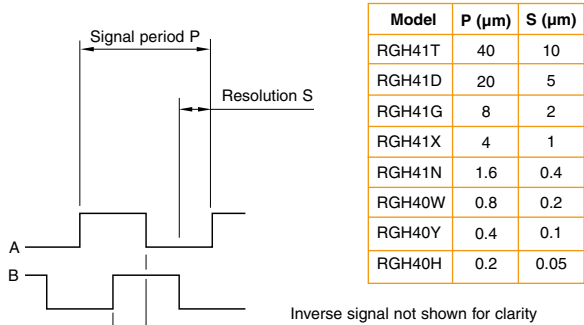 Signal period P
Resolution S
A
B
Model P (µm) S (µm)
RGH41T 40 10
RGH41D 20 5
RGH41G 8 2
RGH41X 4 1
RGH41N 1.6 0.4
RGH40W 0.8 0.2
RGH40Y 0.4 0.1
RGH40H 0.2 0.05
Inverse signal not shown for clarity